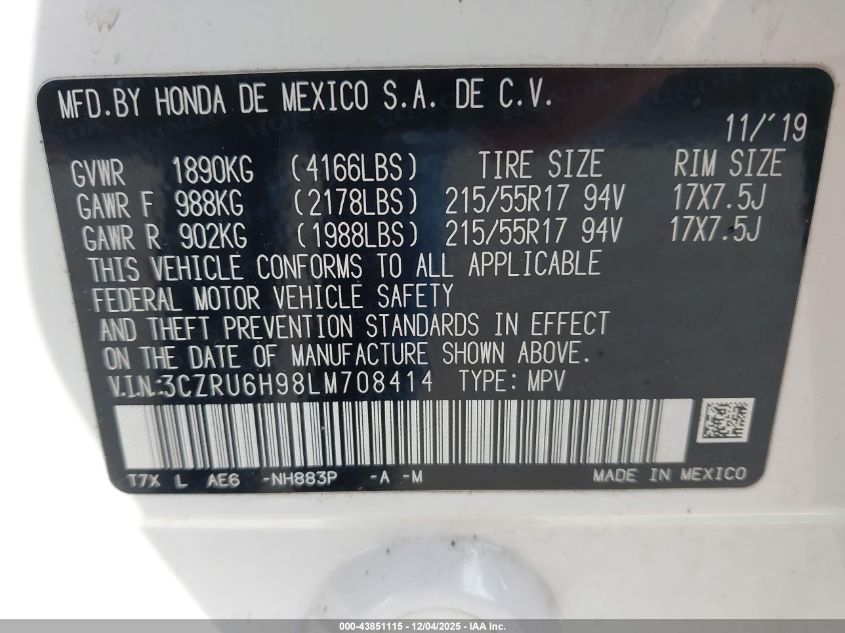 MFD.BY HONDA DE MEXICO S.A. DE C.V.
11/'19
GVWR 1890KG (4166LBS) TIRE SIZE RIM SIZE
GAWR F 988KG (2178LBS) 215/55R17 94V 17X7.5J
GAWR R 902KG (1988LBS) 215/55R17 94V 17X7.5J
THIS VEHICLE CONFORMS TO ALL APPLICABLE
FEDERAL MOTOR VEHICLE SAFETY
AND THEFT PREVENTION STANDARDS IN EFFECT
ON THE DATE OF MANUFACTURE SHOWN ABOVE.
V.I.N:3CZRU6H98LM708414 TYPE: MPV
T7X L AE6 -NH883P -A -M MADE IN MEXICO
000-43851115 - 12/04/2025 - IAA Inc.